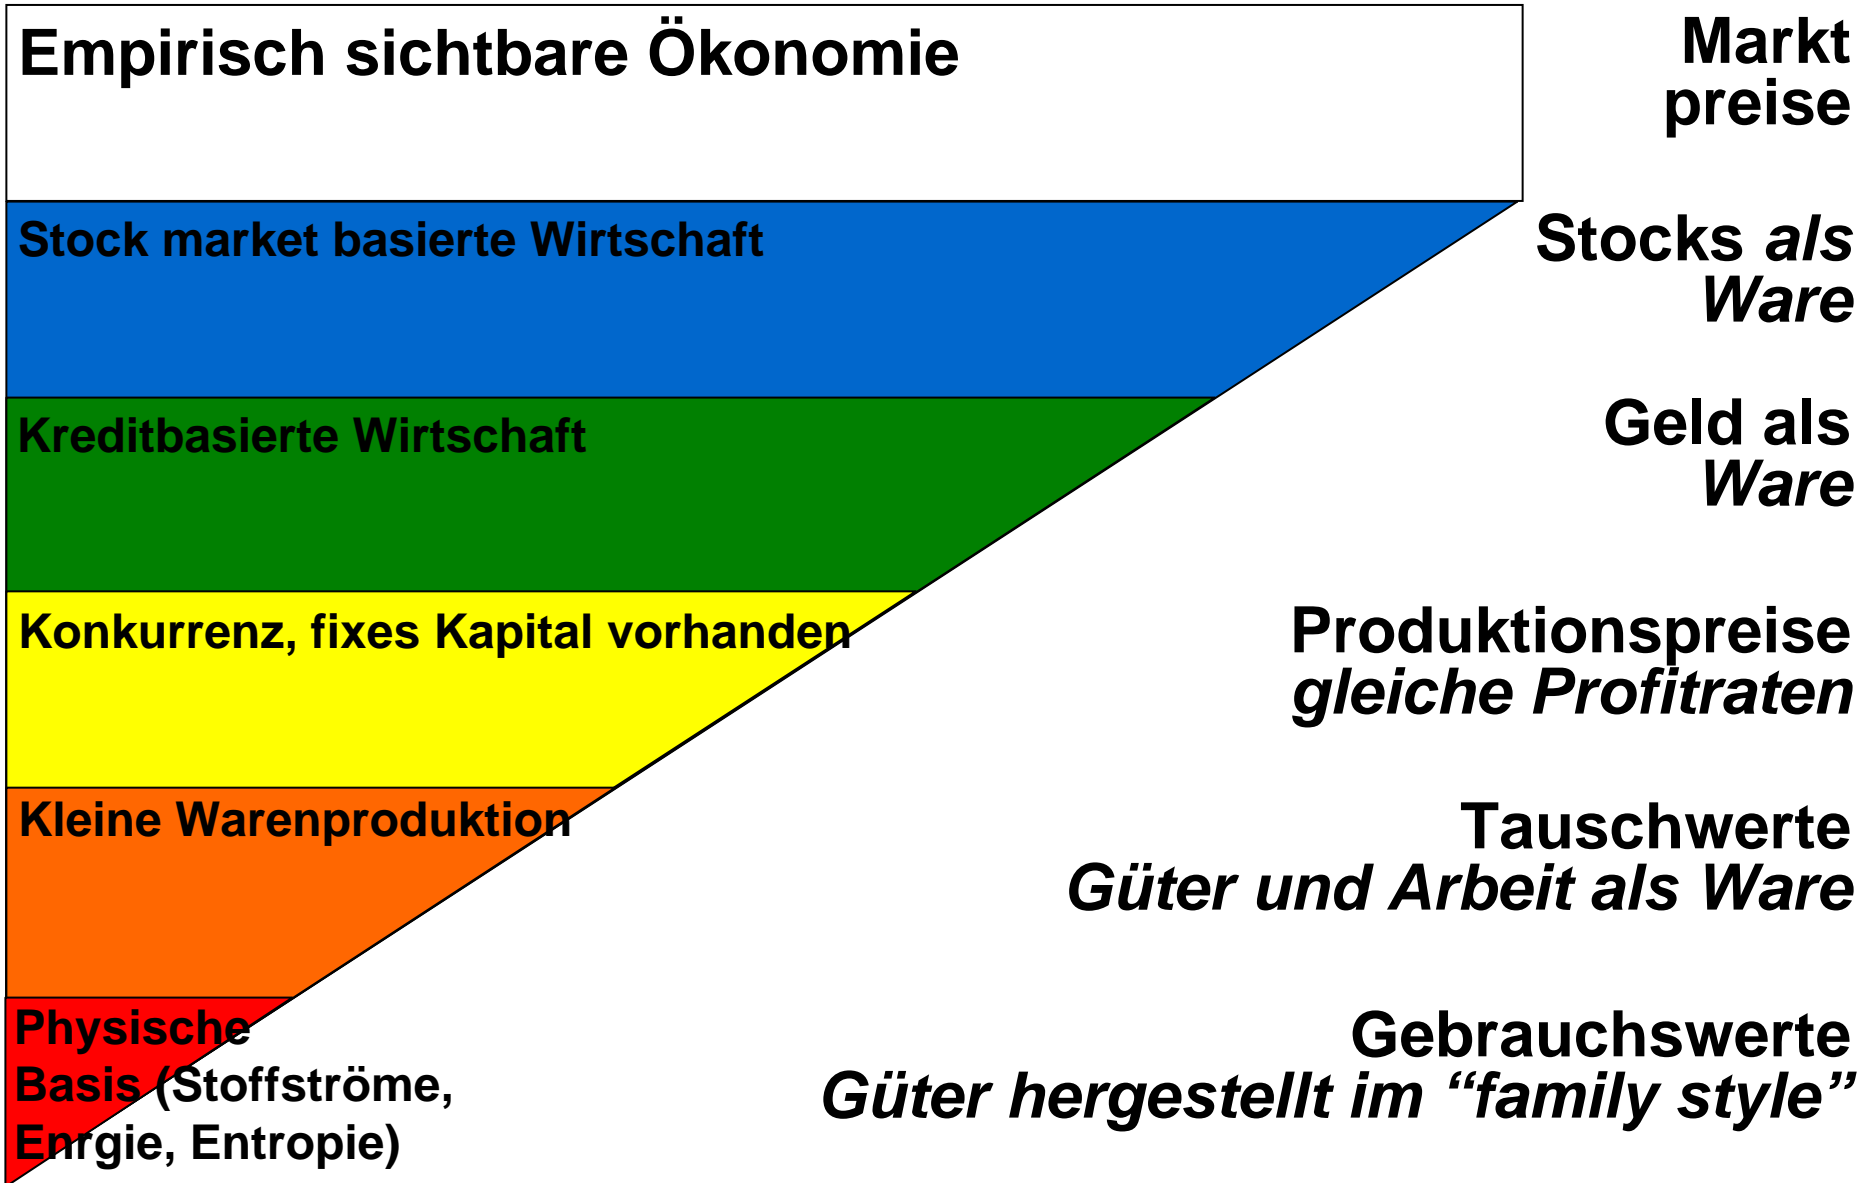 Empirisch sichtbare Ökonomie
Markt
preise
Stock market basierte Wirtschaft
Stocks als
Ware
Kreditbasierte Wirtschaft
Geld als
Ware
Konkurrenz, fixes Kapital vorhanden
Produktionspreise
gleiche Profitraten
Kleine Warenproduktion
Tauschwerte
Güter und Arbeit als Ware
Physische
Basis (Stoffströme,
Enrgie, Entropie)
Gebrauchswerte
Güter hergestellt im “family style”